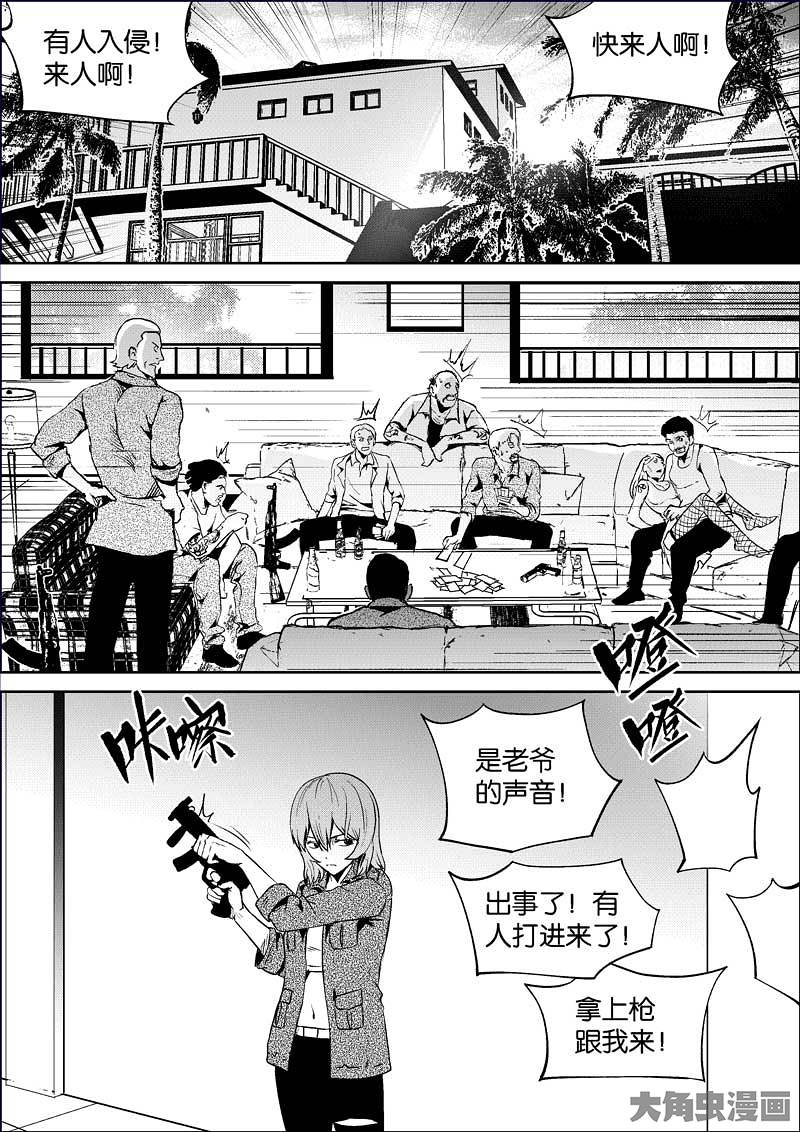 有人入侵！
来人啊！
快来人啊！
咔嚓
噔
噔
是老爷
的声音！
出事了！有
人打进来了！
拿上枪
跟我来！
大角虫漫画